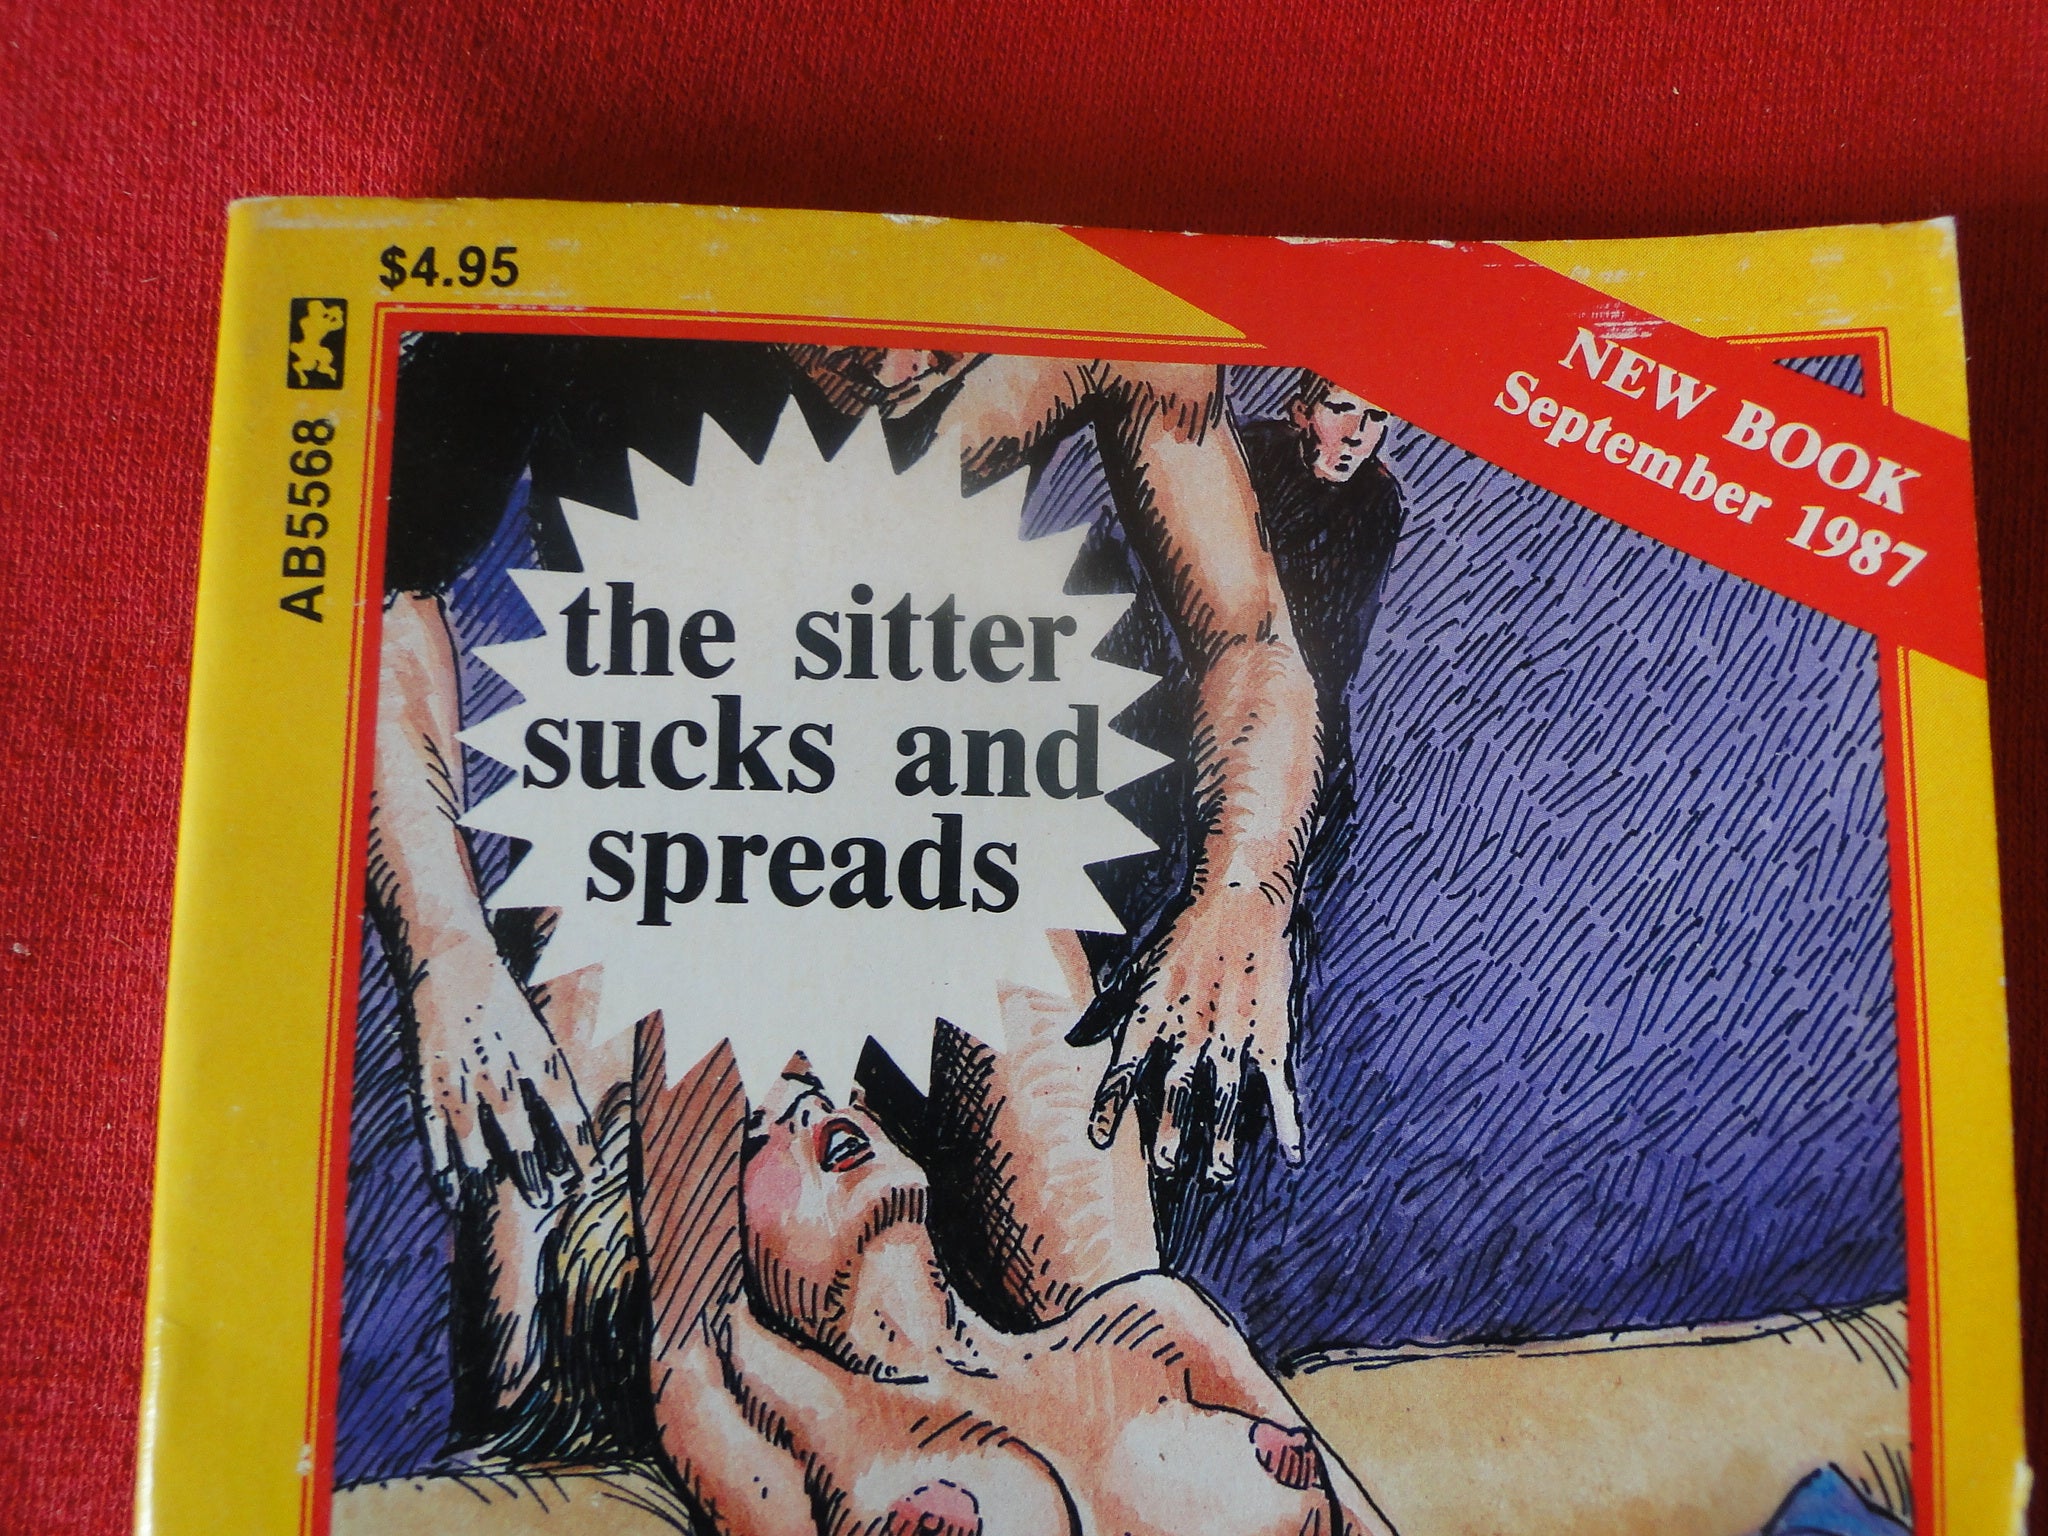 $4.95
AB5568
NEW BOOK
September 1987
the sitter
sucks and
spreads